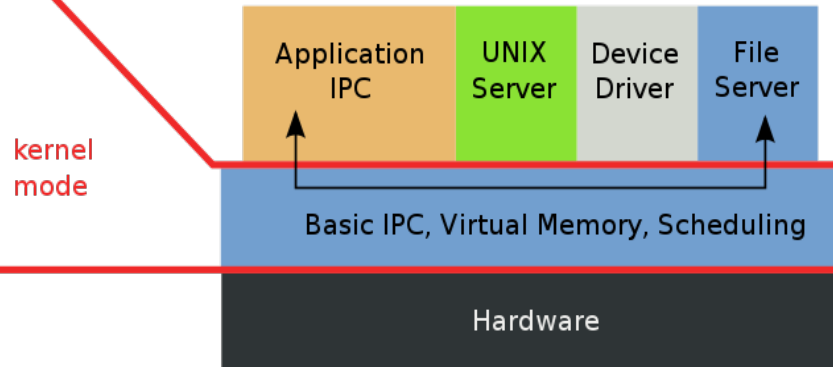 Application
IPC
UNIX
Server
Device
Driver
File
Server
kernel
mode
Basic IPC, Virtual Memory, Scheduling
Hardware